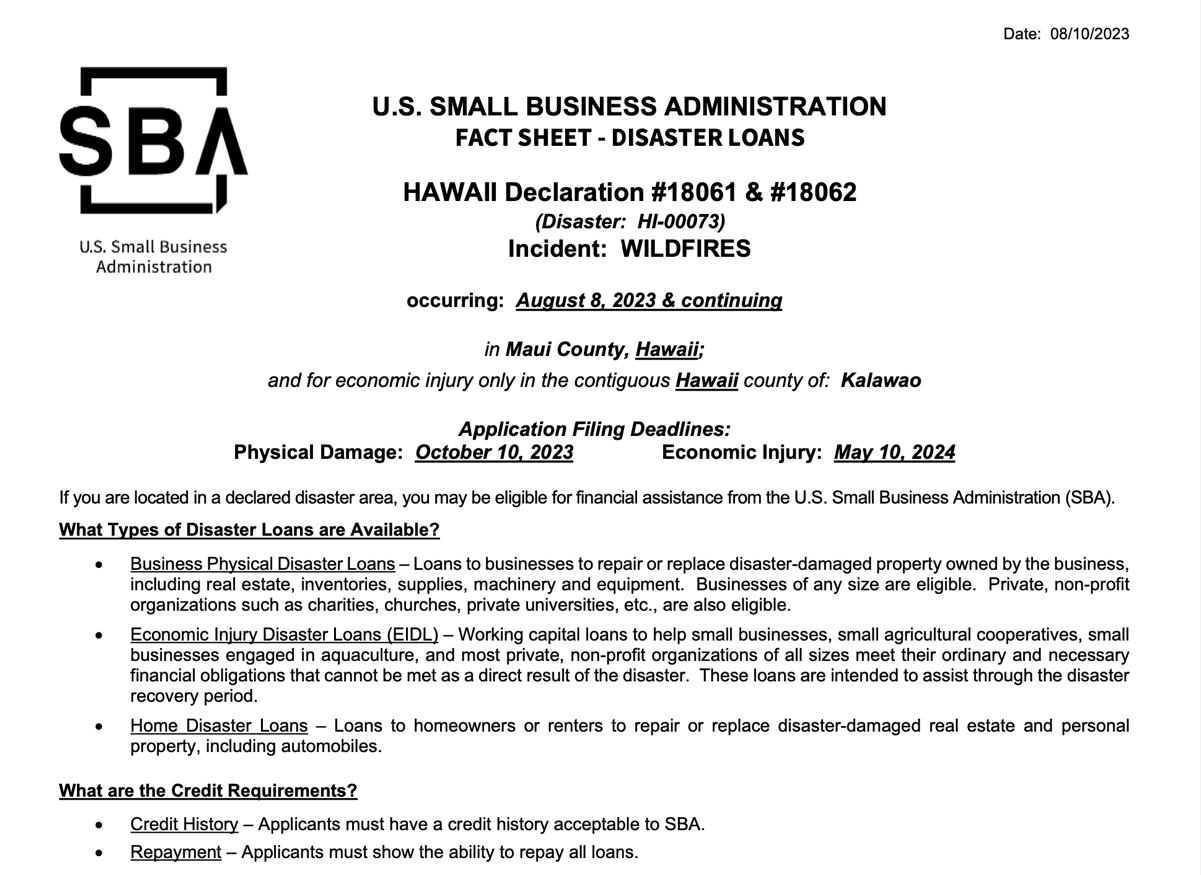 Date: 08/10/2023
SBA
U.S. Small Business
Administration
U.S. SMALL BUSINESS ADMINISTRATION
FACT SHEET - DISASTER LOANS
HAWAII Declaration #18061 & #18062
(Disaster: HI-00073)
Incident: WILDFIRES
occurring: August 8, 2023 & continuing
in Maui County, Hawaii;
and for economic injury only in the contiguous Hawaii county of: Kalawao
Application Filing Deadlines:
Physical Damage: October 10, 2023 Economic Injury: May 10, 2024
If you are located in a declared disaster area, you may be eligible for financial assistance from the U.S. Small Business Administration (SBA).
What Types of Disaster Loans are Available?
• Business Physical Disaster Loans – Loans to businesses to repair or replace disaster-damaged property owned by the business,
including real estate, inventories, supplies, machinery and equipment. Businesses of any size are eligible. Private, non-profit
organizations such as charities, churches, private universities, etc., are also eligible.
• Economic Injury Disaster Loans (EIDL) – Working capital loans to help small businesses, small agricultural cooperatives, small
businesses engaged in aquaculture, and most private, non-profit organizations of all sizes meet their ordinary and necessary
financial obligations that cannot be met as a direct result of the disaster. These loans are intended to assist through the disaster
recovery period.
• Home Disaster Loans – Loans to homeowners or renters to repair or replace disaster-damaged real estate and personal
property, including automobiles.
What are the Credit Requirements?
• Credit History – Applicants must have a credit history acceptable to SBA.
• Repayment – Applicants must show the ability to repay all loans.